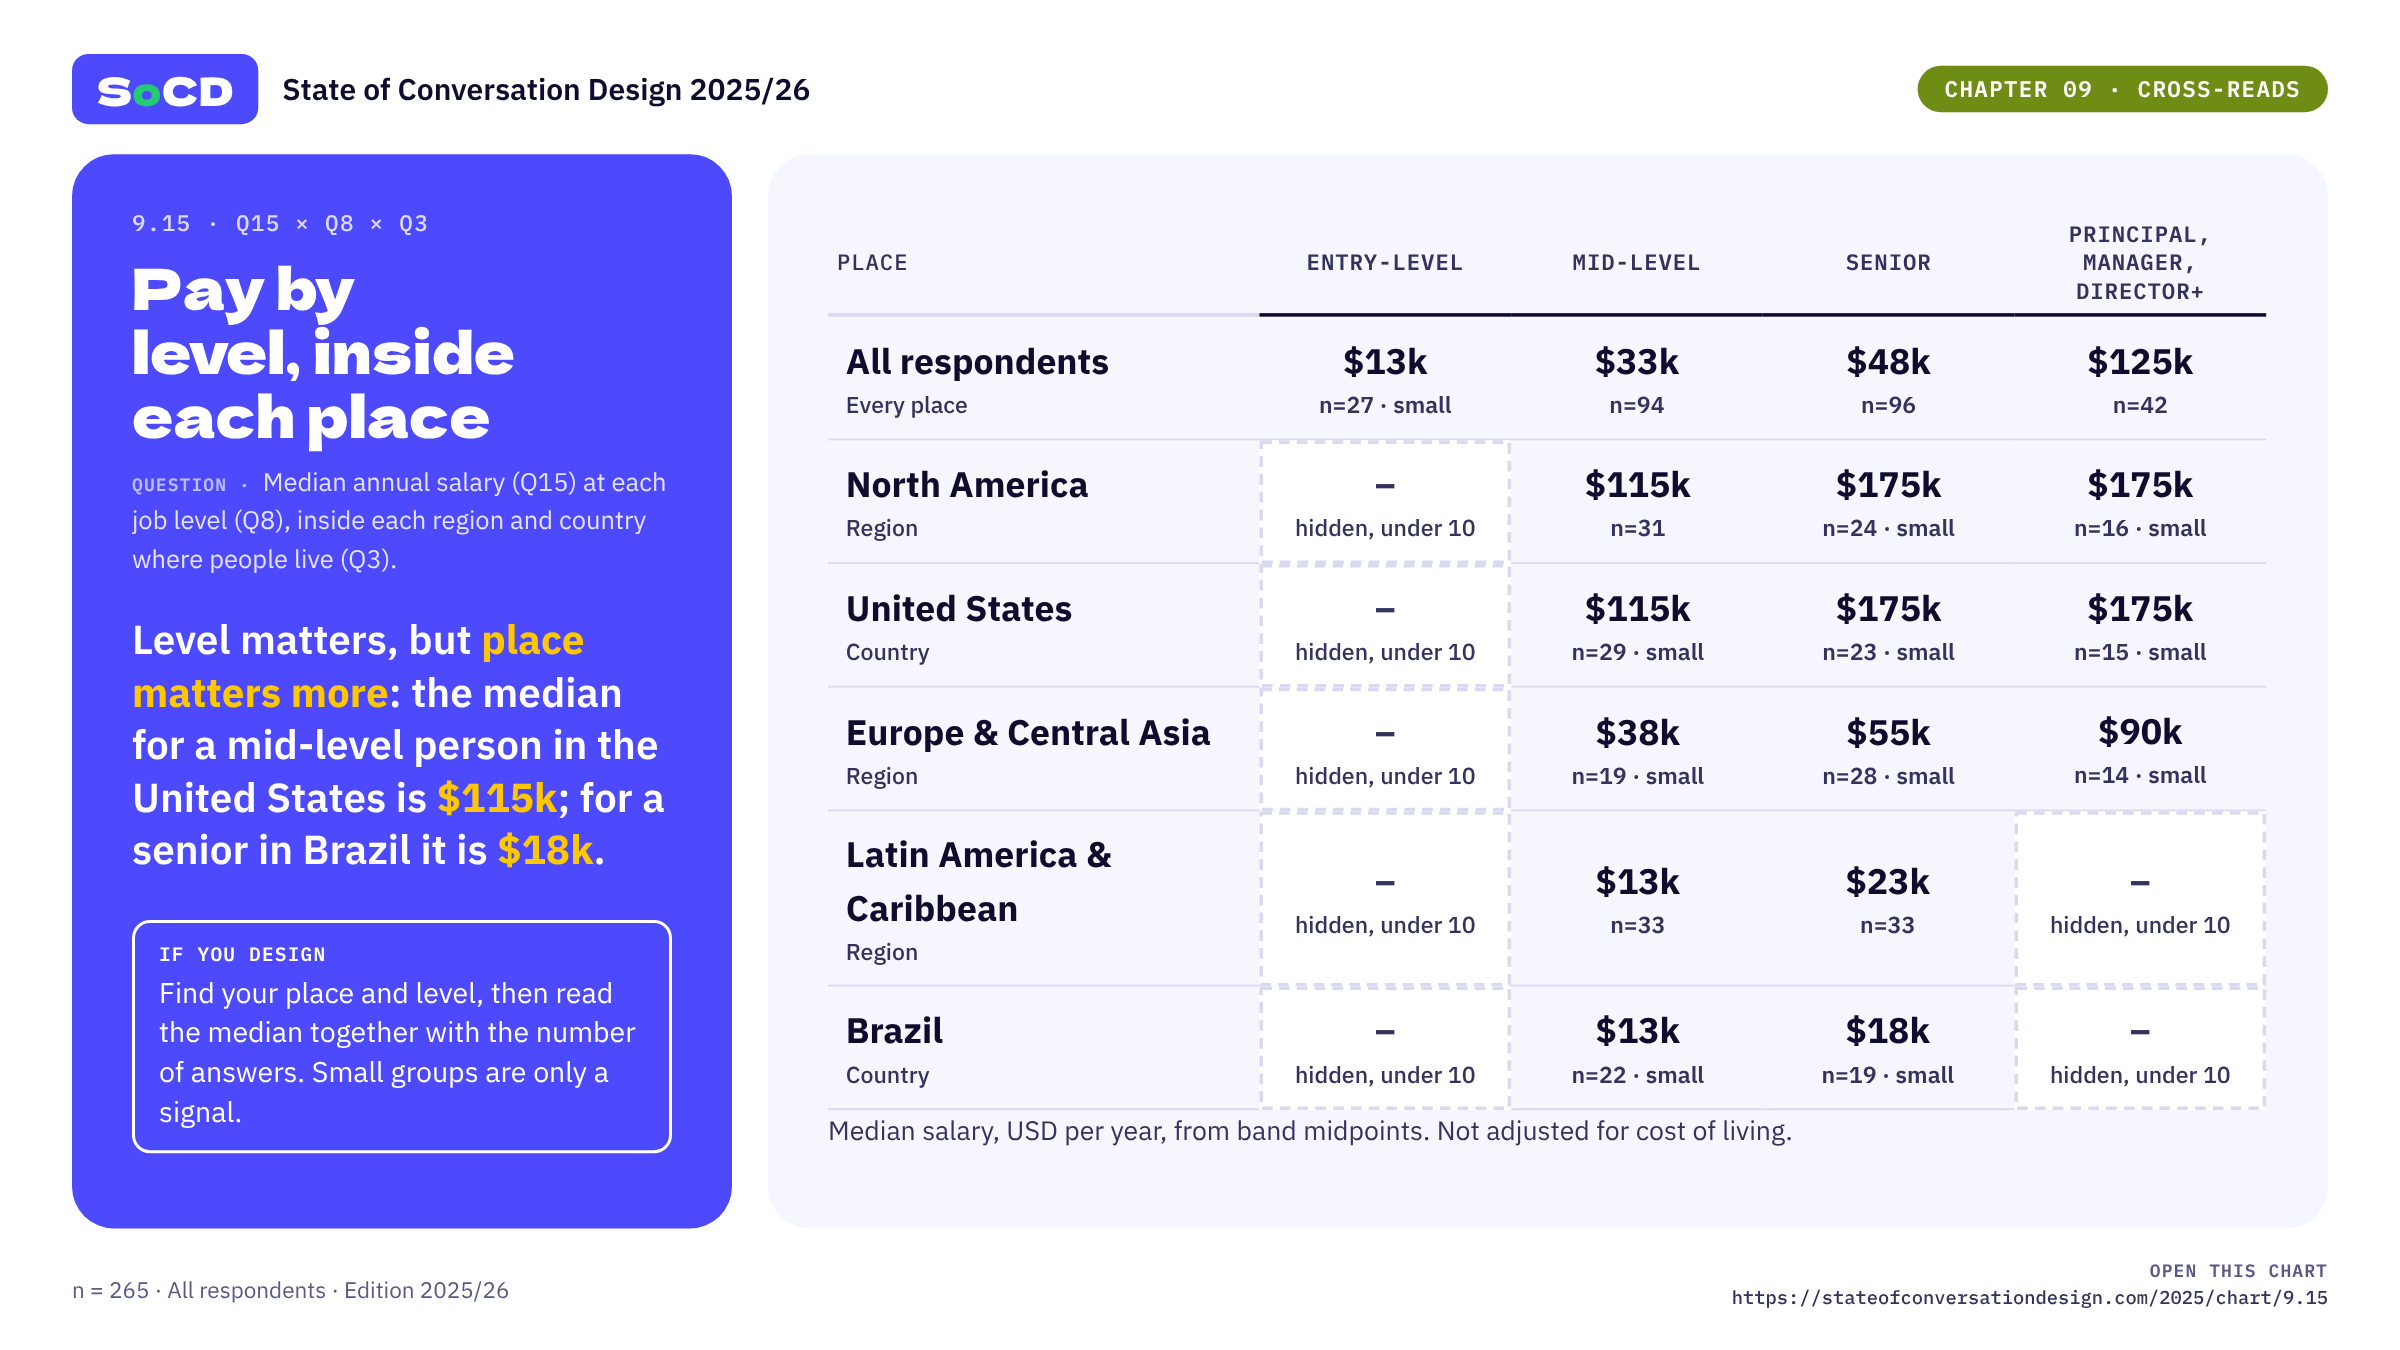 SoCD
State of Conversation Design 2025/26
CHAPTER 09 · CROSS-READS
9.15 · Q15 × Q8 × Q3
Pay by
level, inside
each place
QUESTION · Median annual salary (Q15) at each
job level (Q8), inside each region and country
where people live (Q3).
Level matters, but place
matters more: the median
for a mid-level person in the
United States is $115k; for a
senior in Brazil it is $18k.
IF YOU DESIGN
Find your place and level, then read
the median together with the number
of answers. Small groups are only a
signal.
PLACE ENTRY-LEVEL MID-LEVEL SENIOR PRINCIPAL,
MANAGER,
DIRECTOR+
All respondents $13k $33k $48k $125k
Every place n=27 · small n=94 n=96 n=42
North America – $115k $175k $175k
Region hidden, under 10 n=31 n=24 · small n=16 · small
United States – $115k $175k $175k
Country hidden, under 10 n=29 · small n=23 · small n=15 · small
Europe & Central Asia – $38k $55k $90k
Region hidden, under 10 n=19 · small n=28 · small n=14 · small
Latin America &
Caribbean – $13k $23k –
Region hidden, under 10 n=33 n=33 hidden, under 10
Brazil – $13k $18k –
Country hidden, under 10 n=22 · small n=19 · small hidden, under 10
Median salary, USD per year, from band midpoints. Not adjusted for cost of living.
n = 265 · All respondents · Edition 2025/26
OPEN THIS CHART
https://stateofconversationdesign.com/2025/chart/9.15